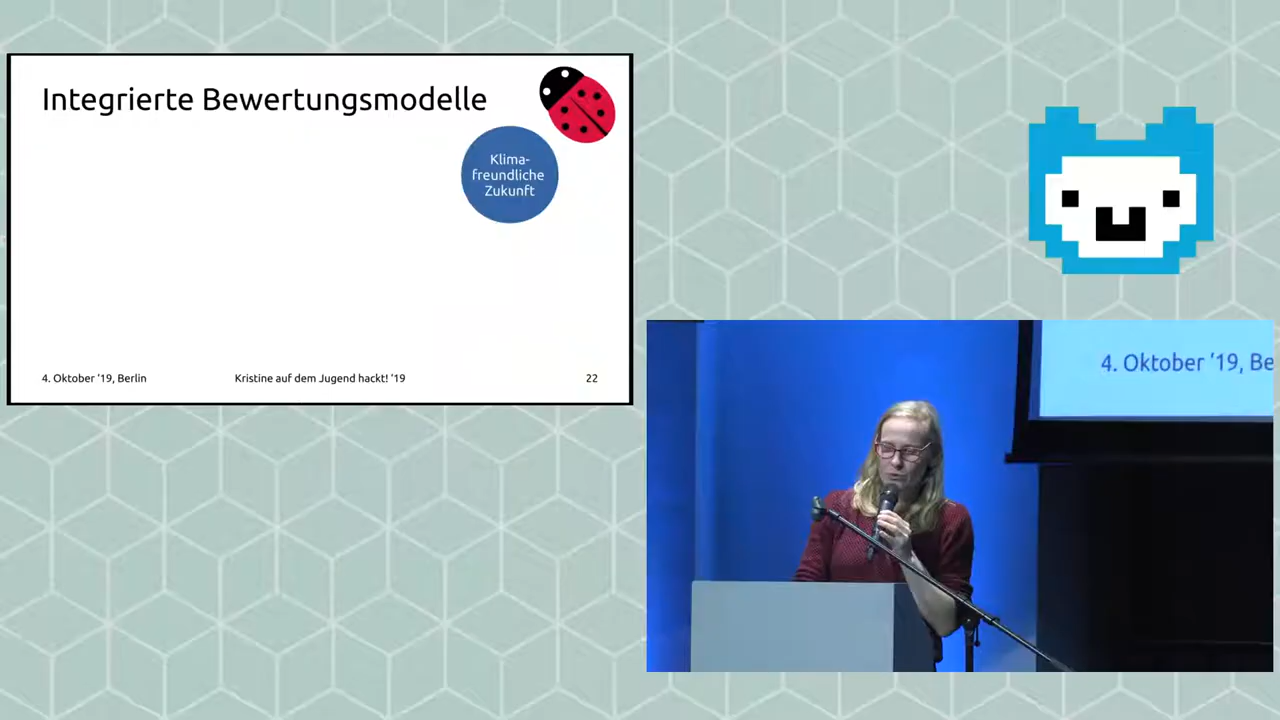 Integrierte Bewertungsmodelle
Klima-
freundliche
Zukunft
4. Oktober ’19, Berlin
Kristine auf dem Jugend hackt! ’19
22
4. Oktober ’19, Be